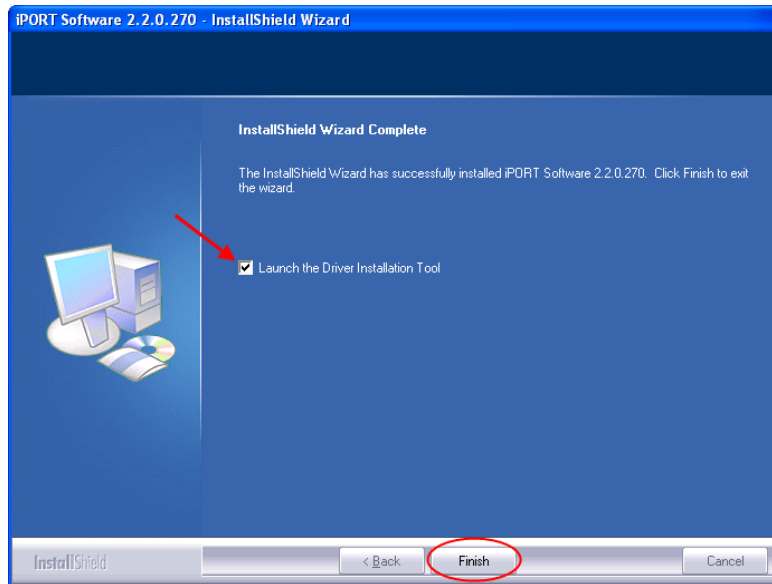 iPORT Software 2.2.0.270 - InstallShield Wizard
InstallShield Wizard Complete
The InstallShield Wizard has successfully installed iPORT Software 2.2.0.270. Click Finish to exit
the wizard.
Launch the Driver Installation Tool
InstallShield
< Back
Finish
Cancel